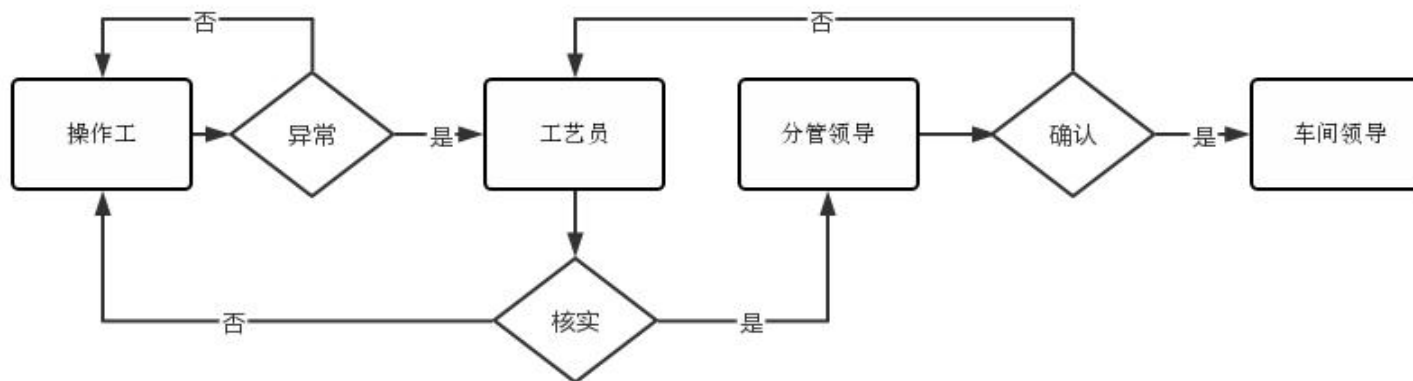 否
否
操作工
异常
是
工艺员
分管领导
确认
是
车间领导
否
核实
是